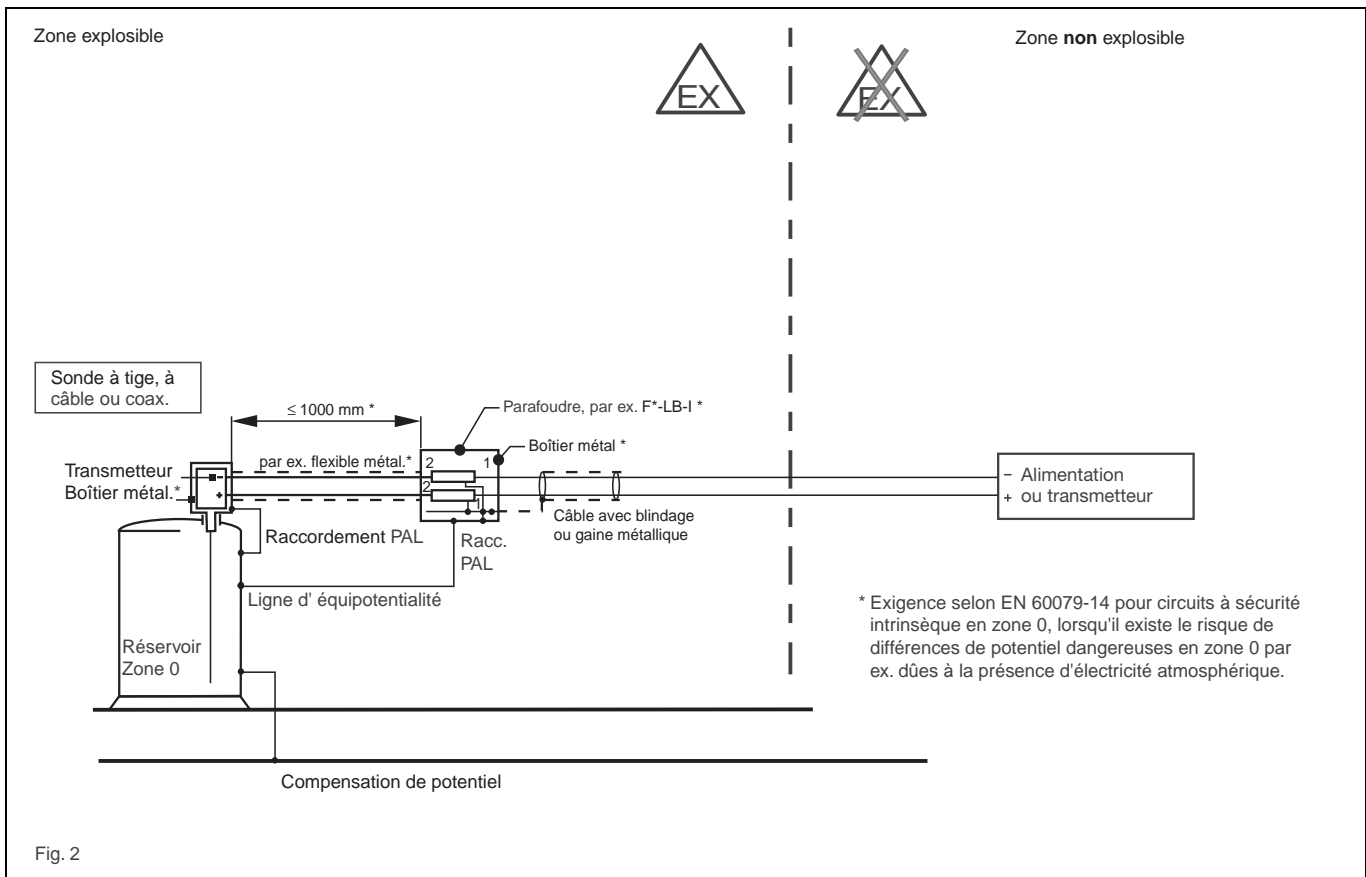 Zone explosible
Zone non explosible
EX
EX
Sonde à tige, à
câble ou coax.
≤ 1000 mm *
Parafoudre, par ex. F*-LB-I *
Boîtier métal *
Transmetteur
Boîtier métal.*
par ex. flexible métal.*
2
1
2
1
–
+
– Alimentation
+ ou transmetteur
Câble avec blindage
ou gaine métallique
Raccordement PAL
Racc.
PAL
Ligne d' équipotentialité
Réservoir
Zone 0
* Exigence selon EN 60079-14 pour circuits à sécurité
intrinsèque en zone 0, lorsqu'il existe le risque de
différences de potentiel dangereuses en zone 0 par
ex. dûes à la présence d'électricité atmosphérique.
Compensation de potentiel
Fig. 2